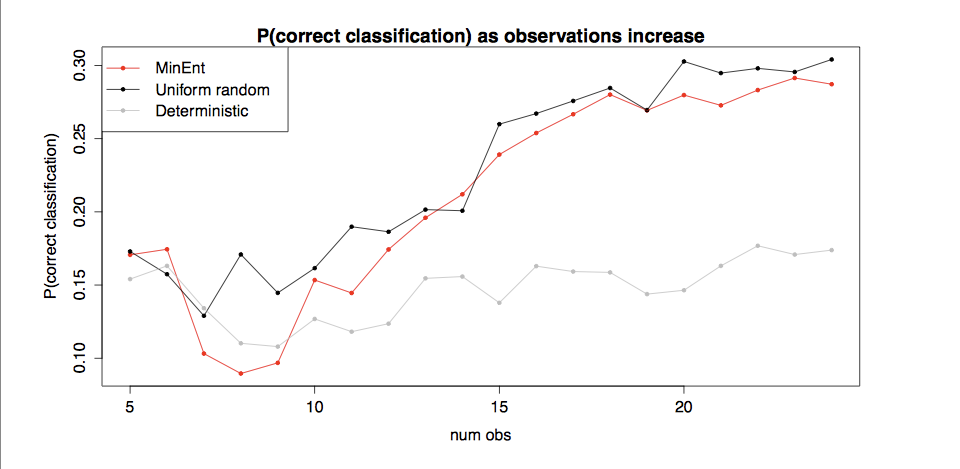 P(correct classification) as observations increase
MinEnt
Uniform random
Deterministic
P(correct classification)
0.30
0.25
0.20
0.15
0.10
5 10 15 20
num obs